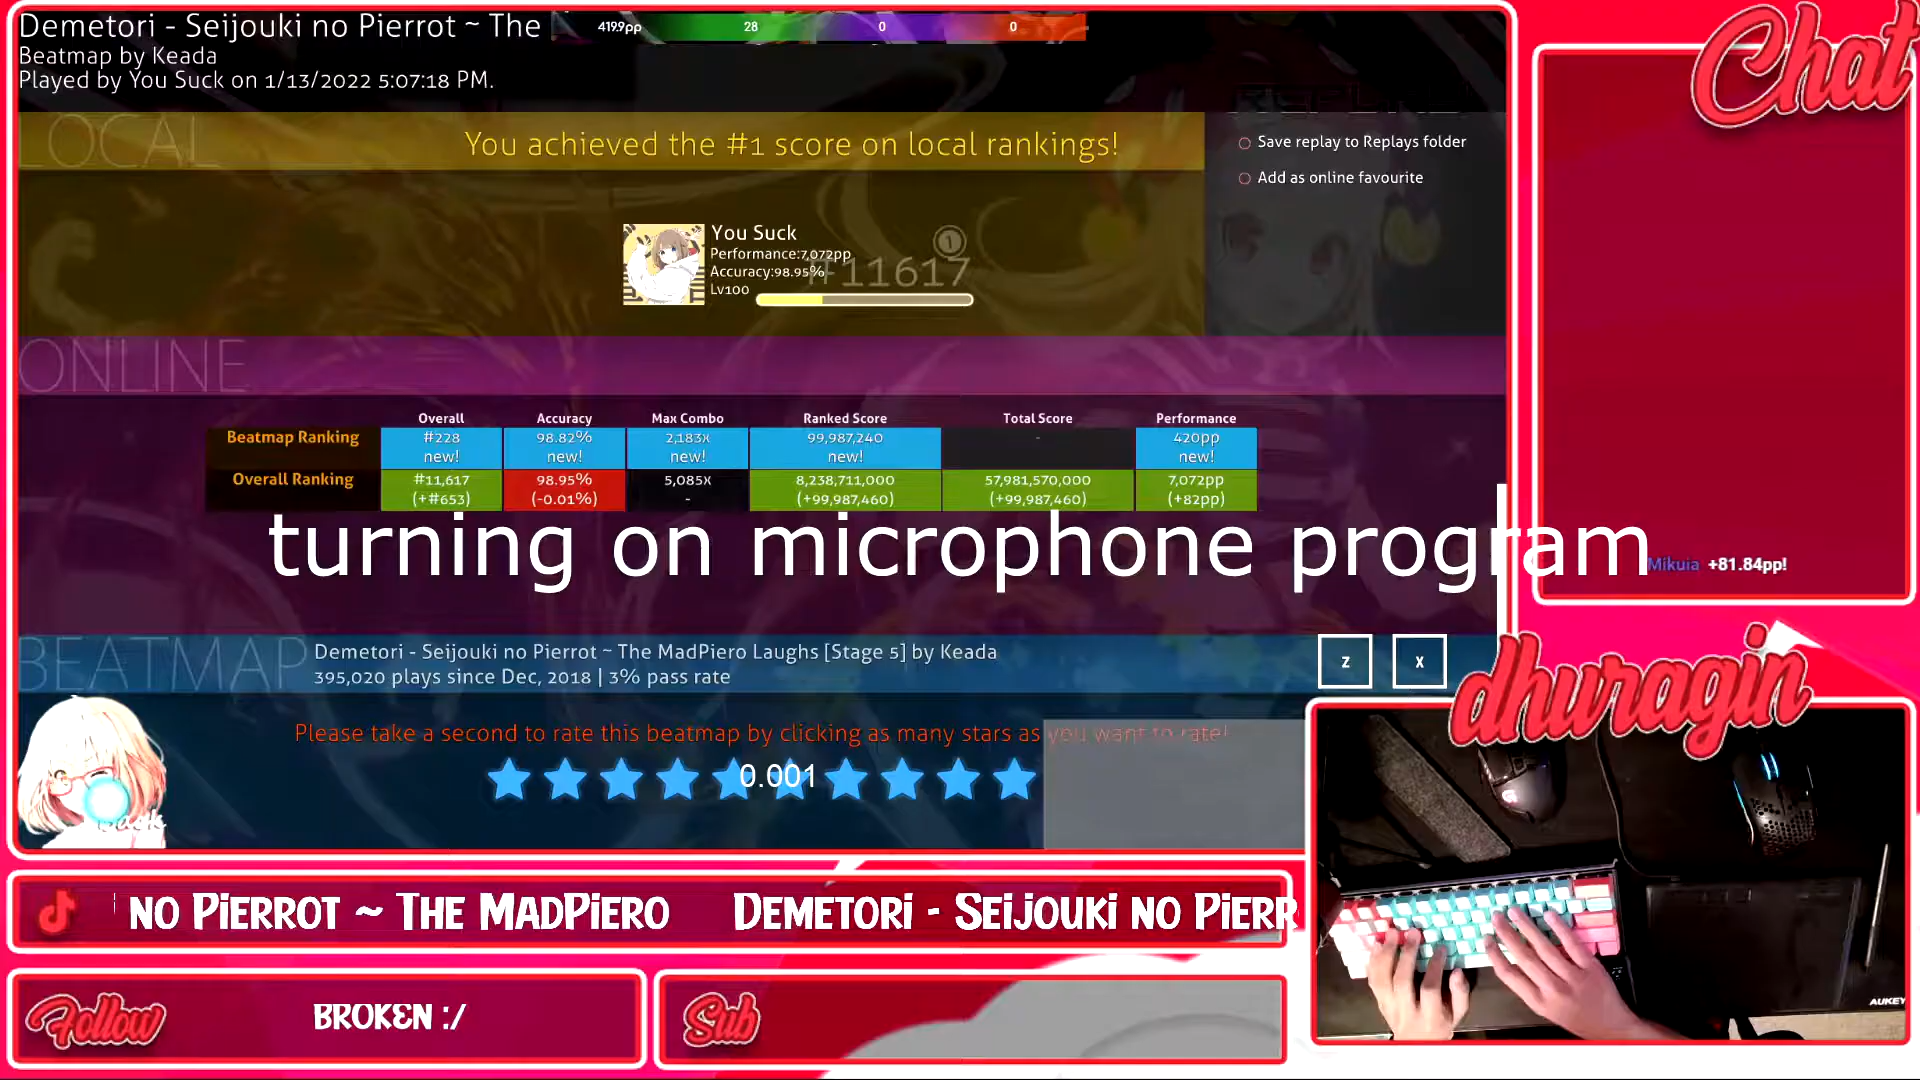 Demetori - Seijouki no Pierrot ~ The
Beatmap by Keada
Played by You Suck on 1/13/2022 5:07:18 PM.
419.9pp 28 0 0
Chat
LOCAL
You achieved the #1 score on local rankings!
Save replay to Replays folder
Add as online favourite
You Suck
Performance:7,072pp
Accuracy:98.95%
Lv100
#11617
1
ONLINE
Overall Accuracy Max Combo Ranked Score Total Score Performance
Beatmap Ranking #228 98.82% 2,183x 99,987,240 - 420pp
new! new! new! new! new!
Overall Ranking #11,617 98.95% 5,085x 8,238,711,000 57,981,570,000 7,072pp
(+#653) (-0.01%) - (+99,987,460) (+99,987,460) (+82pp)
turning on microphone program
Mikuia +81.84pp!
BEATMAP
Demetori - Seijouki no Pierrot ~ The MadPiero Laughs [Stage 5] by Keada
395,020 plays since Dec, 2018 | 3% pass rate
Z X
dhuragin
Please take a second to rate this beatmap by clicking as many stars as you want to rate!
0.001
no Pierrot ~ The MadPiero Demetori - Seijouki no Pierr
Follow
BROKEN :/
Sub
AUKEY